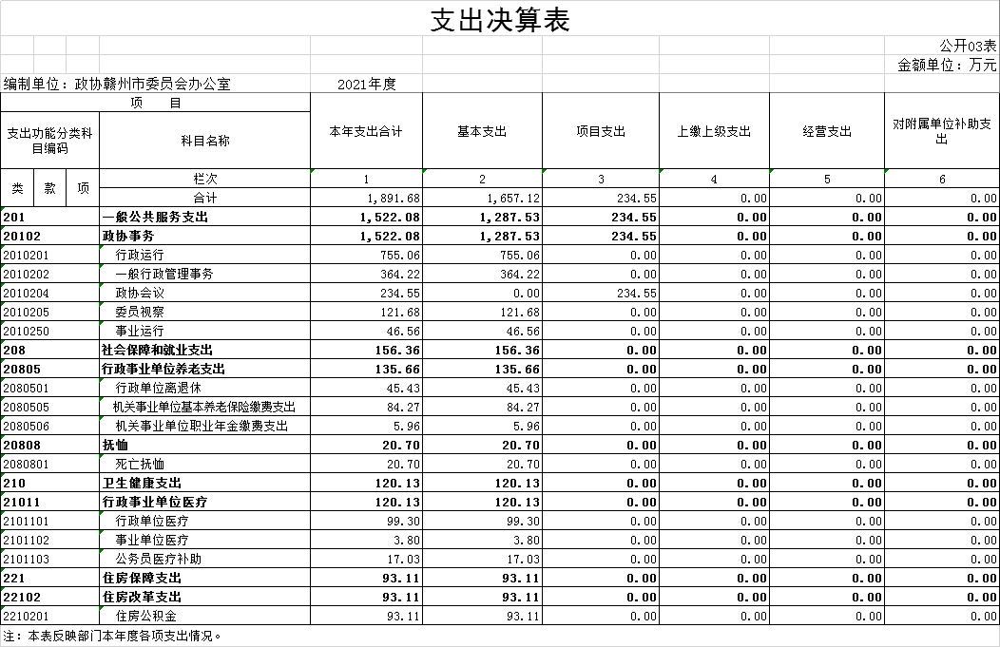 支出决算表
公开03表
金额单位：万元
编制单位：政协赣州市委员会办公室 2021年度
项 目 本年支出合计 基本支出 项目支出 上缴上级支出 经营支出 对附属单位补助支出
支出功能分类科目编码 科目名称
类 款 项 栏次 1 2 3 4 5 6
合计 1,891.68 1,657.12 234.55 0.00 0.00 0.00
201 一般公共服务支出 1,522.08 1,287.53 234.55 0.00 0.00 0.00
20102 政协事务 1,522.08 1,287.53 234.55 0.00 0.00 0.00
2010201 行政运行 755.06 755.06 0.00 0.00 0.00 0.00
2010202 一般行政管理事务 364.22 364.22 0.00 0.00 0.00 0.00
2010204 政协会议 234.55 0.00 234.55 0.00 0.00 0.00
2010205 委员视察 121.68 121.68 0.00 0.00 0.00 0.00
2010250 事业运行 46.56 46.56 0.00 0.00 0.00 0.00
208 社会保障和就业支出 156.36 156.36 0.00 0.00 0.00 0.00
20805 行政事业单位养老支出 135.66 135.66 0.00 0.00 0.00 0.00
2080501 行政单位离退休 45.43 45.43 0.00 0.00 0.00 0.00
2080505 机关事业单位基本养老保险缴费支出 84.27 84.27 0.00 0.00 0.00 0.00
2080506 机关事业单位职业年金缴费支出 5.96 5.96 0.00 0.00 0.00 0.00
20808 抚恤 20.70 20.70 0.00 0.00 0.00 0.00
2080801 死亡抚恤 20.70 20.70 0.00 0.00 0.00 0.00
210 卫生健康支出 120.13 120.13 0.00 0.00 0.00 0.00
21011 行政事业单位医疗 120.13 120.13 0.00 0.00 0.00 0.00
2101101 行政单位医疗 99.30 99.30 0.00 0.00 0.00 0.00
2101102 事业单位医疗 3.80 3.80 0.00 0.00 0.00 0.00
2101103 公务员医疗补助 17.03 17.03 0.00 0.00 0.00 0.00
221 住房保障支出 93.11 93.11 0.00 0.00 0.00 0.00
22102 住房改革支出 93.11 93.11 0.00 0.00 0.00 0.00
2210201 住房公积金 93.11 93.11 0.00 0.00 0.00 0.00
注：本表反映部门本年度各项支出情况。